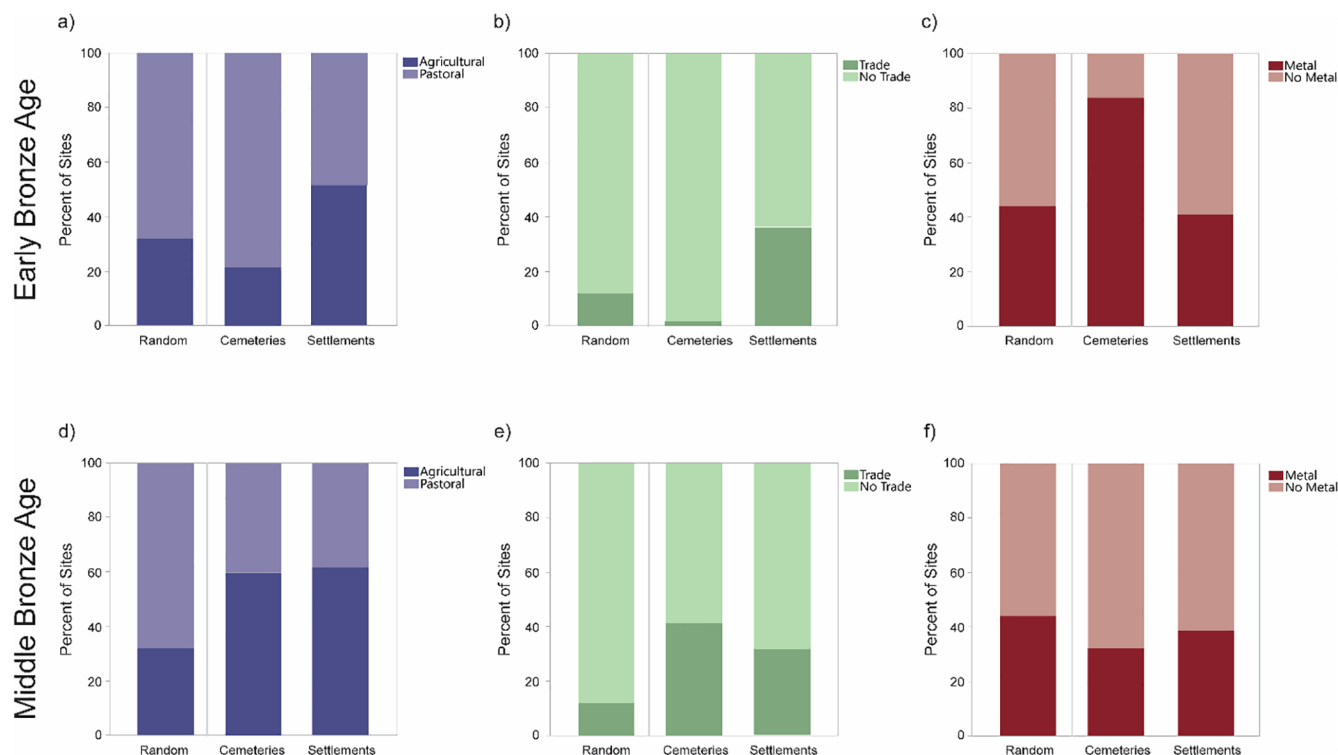 Early Bronze Age
a)
Percent of Sites
100
80
60
40
20
0
Random Cemeteries Settlements
Agricultural
Pastoral
b)
Percent of Sites
100
80
60
40
20
0
Random Cemeteries Settlements
Trade
No Trade
c)
Percent of Sites
100
80
60
40
20
0
Random Cemeteries Settlements
Metal
No Metal
Middle Bronze Age
d)
Percent of Sites
100
80
60
40
20
0
Random Cemeteries Settlements
Agricultural
Pastoral
e)
Percent of Sites
100
80
60
40
20
0
Random Cemeteries Settlements
Trade
No Trade
f)
Percent of Sites
100
80
60
40
20
0
Random Cemeteries Settlements
Metal
No Metal